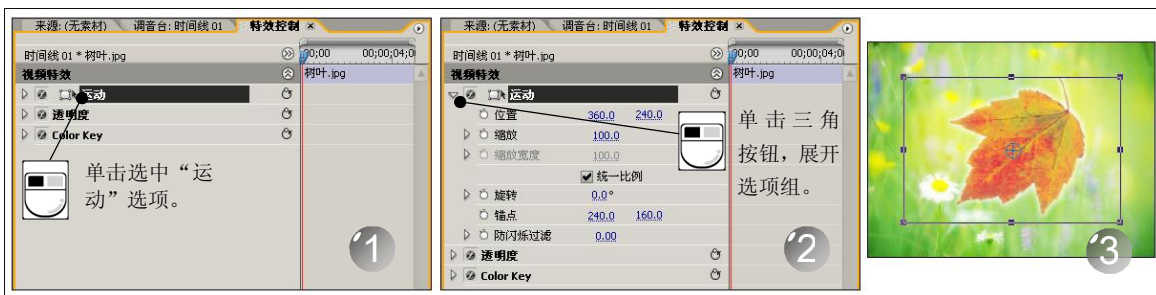 来源: (无素材) 调音台: 时间线 01 特效控制 ×
时间线 01 * 树叶.jpg
00;00 00;00;04;0
视频特效
树叶.jpg
运动
透明度
Color Key
单击选中“运
动”选项。
1
来源: (无素材) 调音台: 时间线 01 特效控制 ×
时间线 01 * 树叶.jpg
00;00 00;00;04;0
视频特效
树叶.jpg
运动
位置 360.0 240.0
缩放 100.0
缩放宽度 100.0
统一比例
旋转 0.0°
锚点 240.0 160.0
防闪烁过滤 0.00
透明度
Color Key
单击三角
按钮，展开
选项组。
2
3